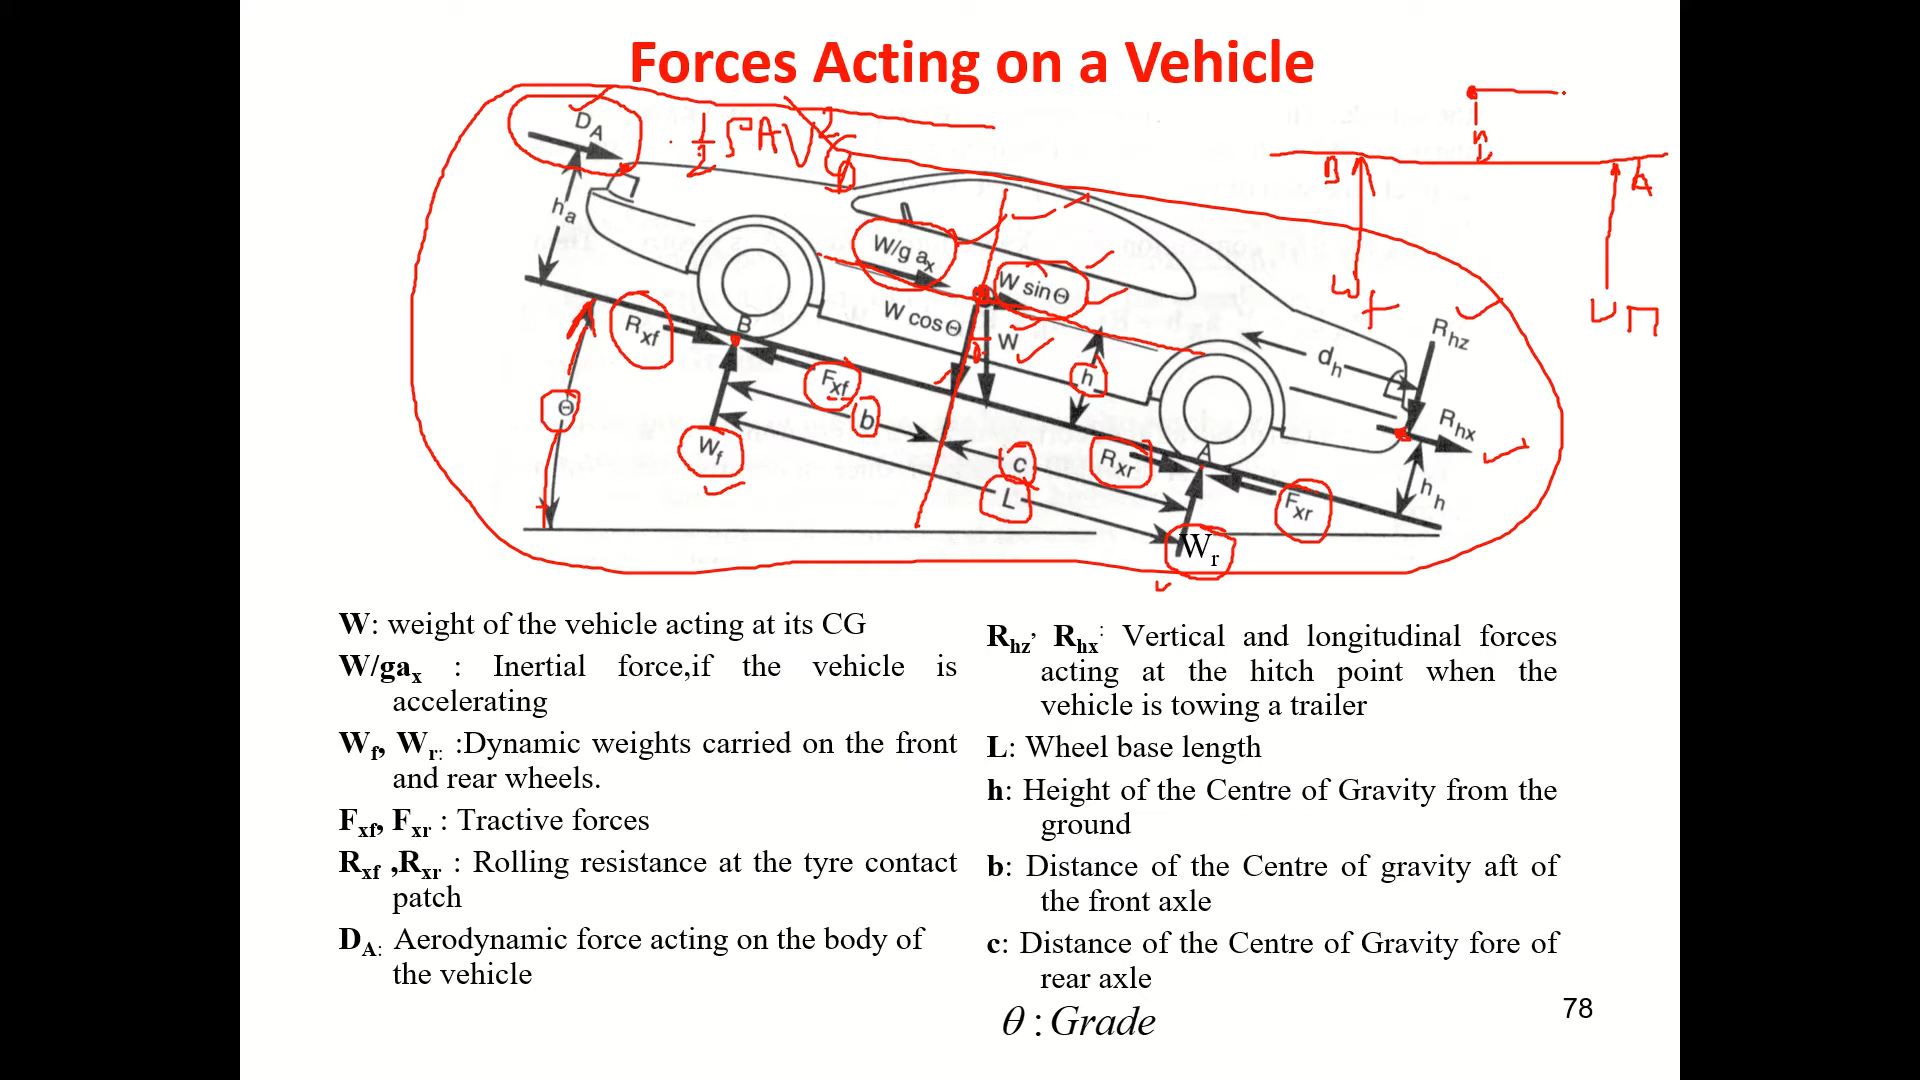 Forces Acting on a Vehicle
D_A
½ ρ A V² C_D
B
A
h_a
W/g a_x
W sinΘ
W cosΘ
W
R_xf
B
F_xf
h
d_h
R_hz
R_hx
Θ
b
W_f
c
R_xr
A
L
F_xr
h_h
W_r
W: weight of the vehicle acting at its CG
W/ga_x : Inertial force,if the vehicle is
accelerating
W_f, W_r: :Dynamic weights carried on the front
and rear wheels.
F_xf, F_xr : Tractive forces
R_xf ,R_xr : Rolling resistance at the tyre contact
patch
D_A: Aerodynamic force acting on the body of
the vehicle
R_hz, R_hx: Vertical and longitudinal forces
acting at the hitch point when the
vehicle is towing a trailer
L: Wheel base length
h: Height of the Centre of Gravity from the
ground
b: Distance of the Centre of gravity aft of
the front axle
c: Distance of the Centre of Gravity fore of
rear axle
θ : Grade
78